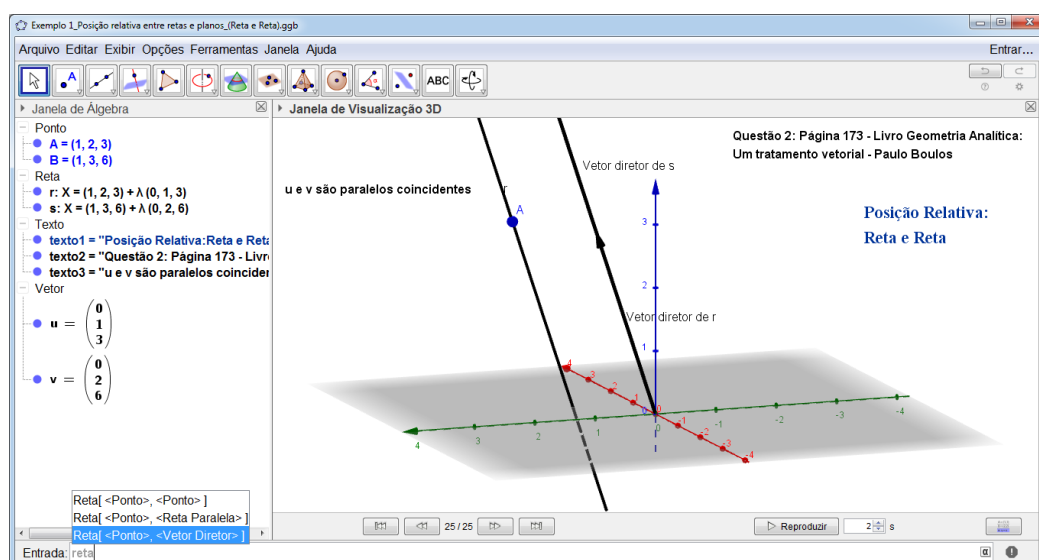 Exemplo 1_Posição relativa entre retas e planos_(Reta e Reta).ggb
Arquivo Editar Exibir Opções Ferramentas Janela Ajuda
Entrar...
ABC
Janela de Álgebra
Janela de Visualização 3D
Ponto
A = (1, 2, 3)
B = (1, 3, 6)
Reta
r: X = (1, 2, 3) + λ (0, 1, 3)
s: X = (1, 3, 6) + λ (0, 2, 6)
Texto
texto1 = "Posição Relativa:Reta e Reta
texto2 = "Questão 2: Página 173 - Livr
texto3 = "u e v são paralelos coinciden
Vetor
u = (0 1 3)
v = (0 2 6)
Questão 2: Página 173 - Livro Geometria Analítica:
Um tratamento vetorial - Paulo Boulos
Vetor diretor de s
u e v são paralelos coincidentes
r
A
Posição Relativa:
Reta e Reta
3
2
Vetor diretor de r
1
0
4
3
2
1
0
-1
-2
-3
-4
4
3
2
1
0
-1
-2
-3
-4
Reta[ <Ponto>, <Ponto> ]
Reta[ <Ponto>, <Reta Paralela> ]
Reta[ <Ponto>, <Vetor Diretor> ]
25 / 25
Reproduzir
2
s
Entrada: reta
α